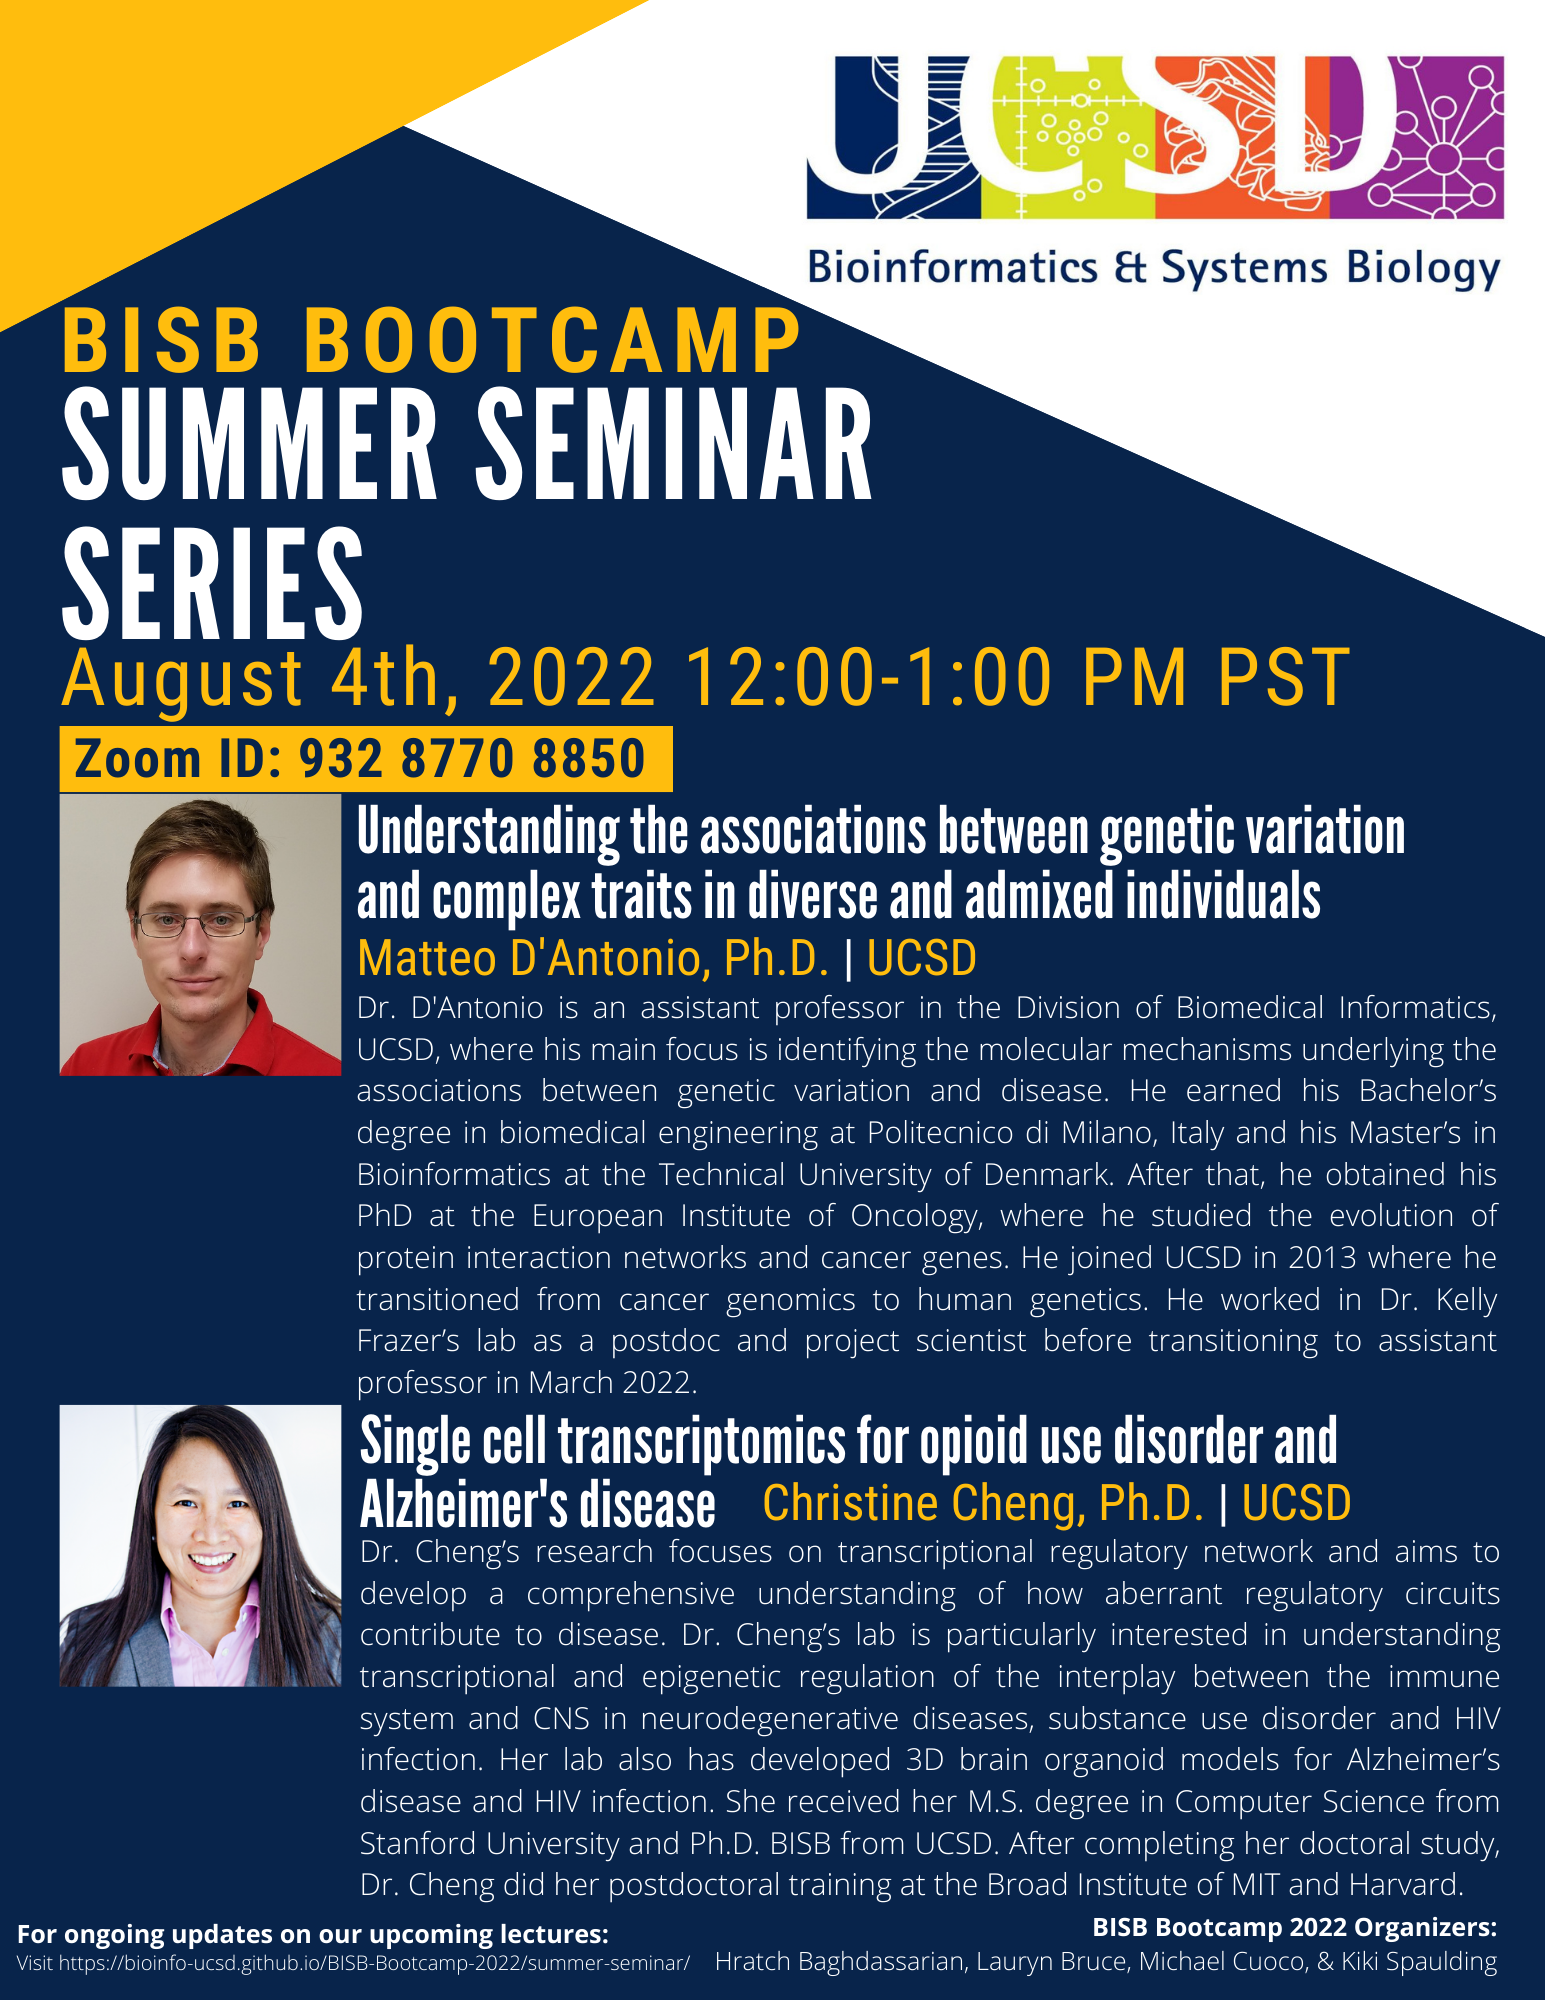 UCSD
Bioinformatics & Systems Biology
BISB BOOTCAMP
SUMMER SEMINAR
SERIES
August 4th, 2022 12:00-1:00 PM PST
Zoom ID: 932 8770 8850
Understanding the associations between genetic variation
and complex traits in diverse and admixed individuals
Matteo D'Antonio, Ph.D. | UCSD
Dr. D'Antonio is an assistant professor in the Division of Biomedical Informatics,
UCSD, where his main focus is identifying the molecular mechanisms underlying the
associations between genetic variation and disease. He earned his Bachelor’s
degree in biomedical engineering at Politecnico di Milano, Italy and his Master’s in
Bioinformatics at the Technical University of Denmark. After that, he obtained his
PhD at the European Institute of Oncology, where he studied the evolution of
protein interaction networks and cancer genes. He joined UCSD in 2013 where he
transitioned from cancer genomics to human genetics. He worked in Dr. Kelly
Frazer’s lab as a postdoc and project scientist before transitioning to assistant
professor in March 2022.
Single cell transcriptomics for opioid use disorder and
Alzheimer's disease Christine Cheng, Ph.D. | UCSD
Dr. Cheng’s research focuses on transcriptional regulatory network and aims to
develop a comprehensive understanding of how aberrant regulatory circuits
contribute to disease. Dr. Cheng’s lab is particularly interested in understanding
transcriptional and epigenetic regulation of the interplay between the immune
system and CNS in neurodegenerative diseases, substance use disorder and HIV
infection. Her lab also has developed 3D brain organoid models for Alzheimer’s
disease and HIV infection. She received her M.S. degree in Computer Science from
Stanford University and Ph.D. BISB from UCSD. After completing her doctoral study,
Dr. Cheng did her postdoctoral training at the Broad Institute of MIT and Harvard.
For ongoing updates on our upcoming lectures:
Visit https://bioinfo-ucsd.github.io/BISB-Bootcamp-2022/summer-seminar/
BISB Bootcamp 2022 Organizers:
Hratch Baghdassarian, Lauryn Bruce, Michael Cuoco, & Kiki Spaulding